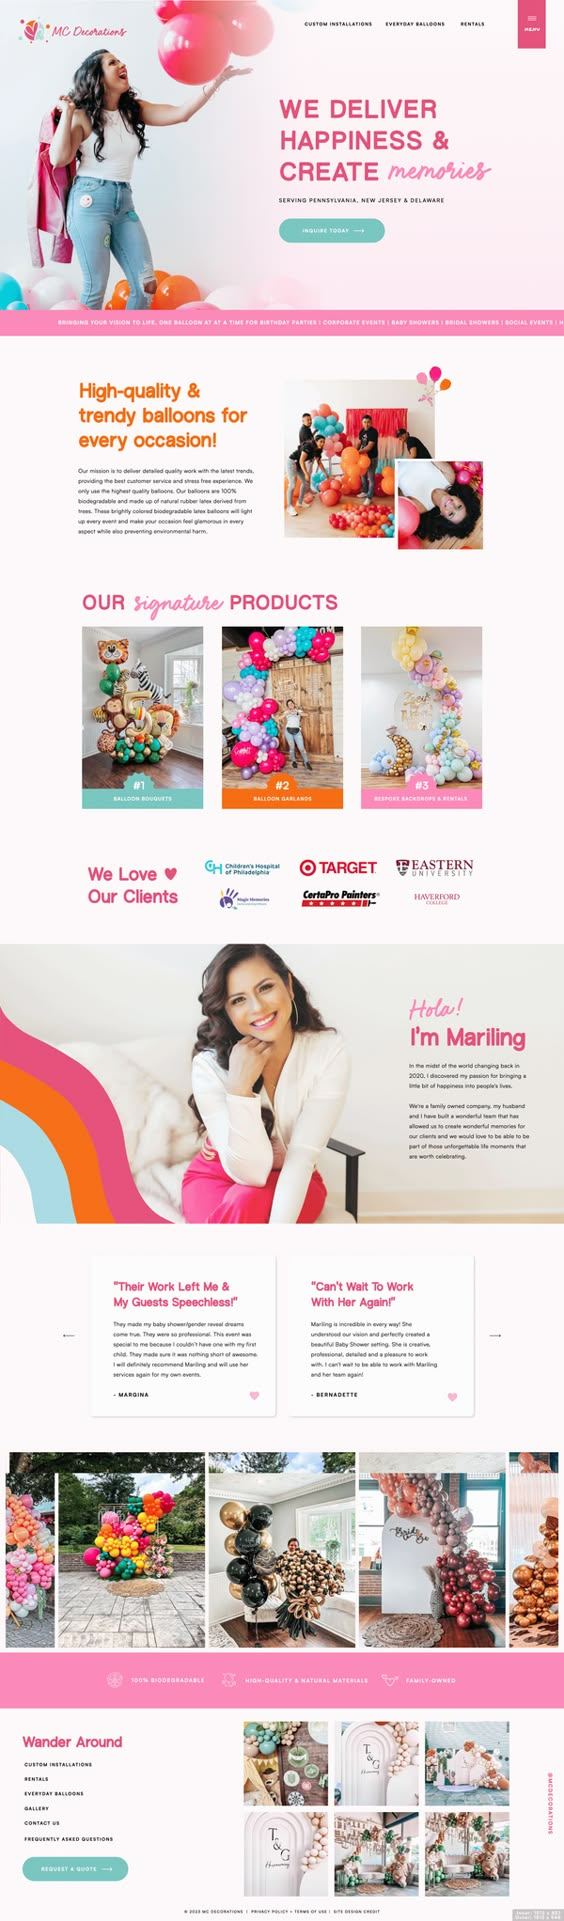 MC Decorations
CUSTOM INSTALLATIONS EVERYDAY BALLOONS RENTALS
MENU
WE DELIVER
HAPPINESS &
CREATE memories
SERVING PENNSYLVANIA, NEW JERSEY & DELAWARE
INQUIRE TODAY
BRINGING YOUR VISION TO LIFE, ONE BALLOON AT AT A TIME FOR BIRTHDAY PARTIES | CORPORATE EVENTS | BABY SHOWERS | BRIDAL SHOWERS | SOCIAL EVENTS | H
High-quality &
trendy balloons for
every occasion!
Our mission is to deliver detailed quality work with the latest trends,
providing the best customer service and stress free experience. We
only use the highest quality balloons. Our balloons are 100%
biodegradable and made up of natural rubber latex derived from
trees. These brightly colored biodegradable latex balloons will light
up every event and make your occasion feel glamorous in every
aspect while also preventing environmental harm.
OUR signature PRODUCTS
#1
BALLOON BOUQUETS
#2
BALLOON GARLANDS
#3
BESPOKE BACKDROPS & RENTALS
We Love
Our Clients
Children's Hospital
of Philadelphia
TARGET
EASTERN
UNIVERSITY
Magic Memories
CertaPro Painters
HAVERFORD
COLLEGE
Hola!
I'm Mariling
In the midst of the world changing back in
2020, I discovered my passion for bringing a
little bit of happiness into people's lives.
We're a family owned company, my husband
and I have built a wonderful team that has
allowed us to create wonderful memories for
our clients and we would love to be able to be
part of those unforgettable life moments that
are worth celebrating.
"Their Work Left Me &
My Guests Speechless!"
They made my baby shower/gender reveal dreams
come true. They were so professional. This event was
special to me because I couldn't have one with my first
child. They made sure it was nothing short of awesome.
I will definitely recommend Mariling and will use her
services again for my own events.
- MARGINA
"Can't Wait To Work
With Her Again!"
Mariling is incredible in every way! She
understood our vision and perfectly created a
beautiful Baby Shower setting. She is creative,
professional, detailed and a pleasure to work
with. I can't wait to be able to work with Mariling
and her team again!
- BERNADETTE
100% BIODEGRADABLE
HIGH-QUALITY & NATURAL MATERIALS
FAMILY-OWNED
Wander Around
CUSTOM INSTALLATIONS
RENTALS
EVERYDAY BALLOONS
GALLERY
CONTACT US
FREQUENTLY ASKED QUESTIONS
REQUEST A QUOTE
T & G
T & G
@MCDECORATIONS
© 2023 MC DECORATIONS | PRIVACY POLICY + TERMS OF USE | SITE DESIGN CREDIT